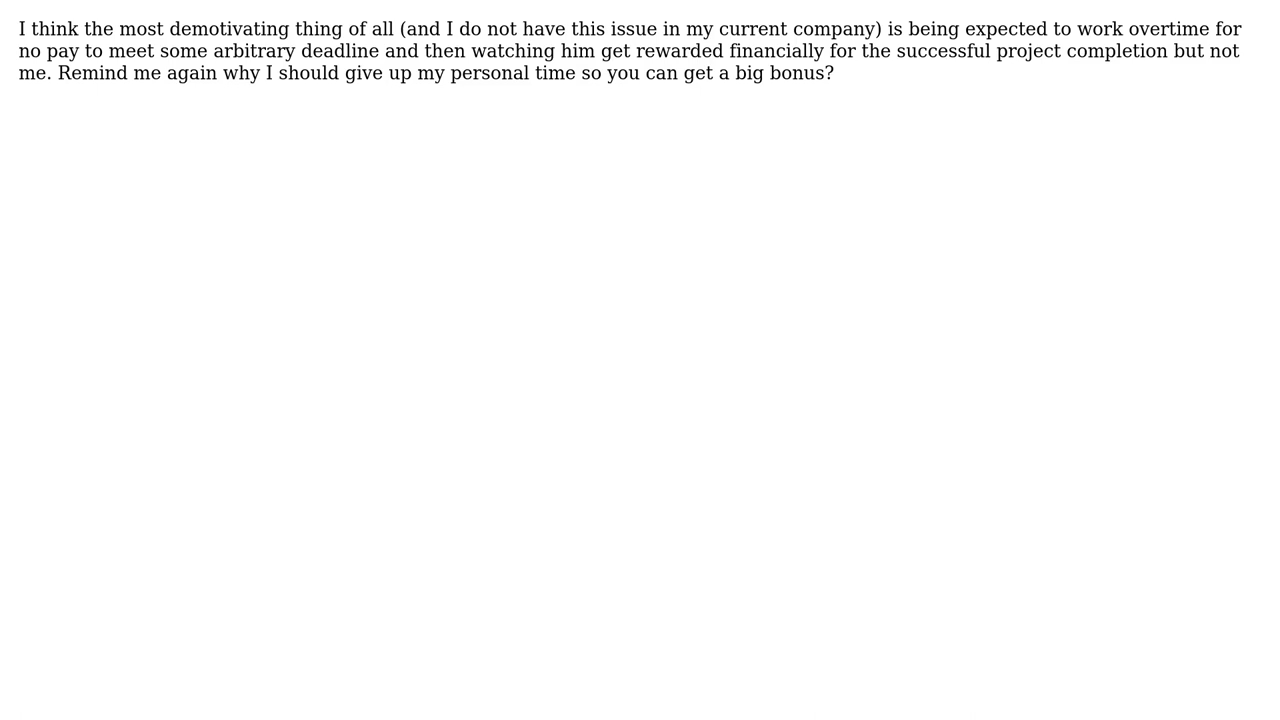 I think the most demotivating thing of all (and I do not have this issue in my current company) is being expected to work overtime for
no pay to meet some arbitrary deadline and then watching him get rewarded financially for the successful project completion but not
me. Remind me again why I should give up my personal time so you can get a big bonus?